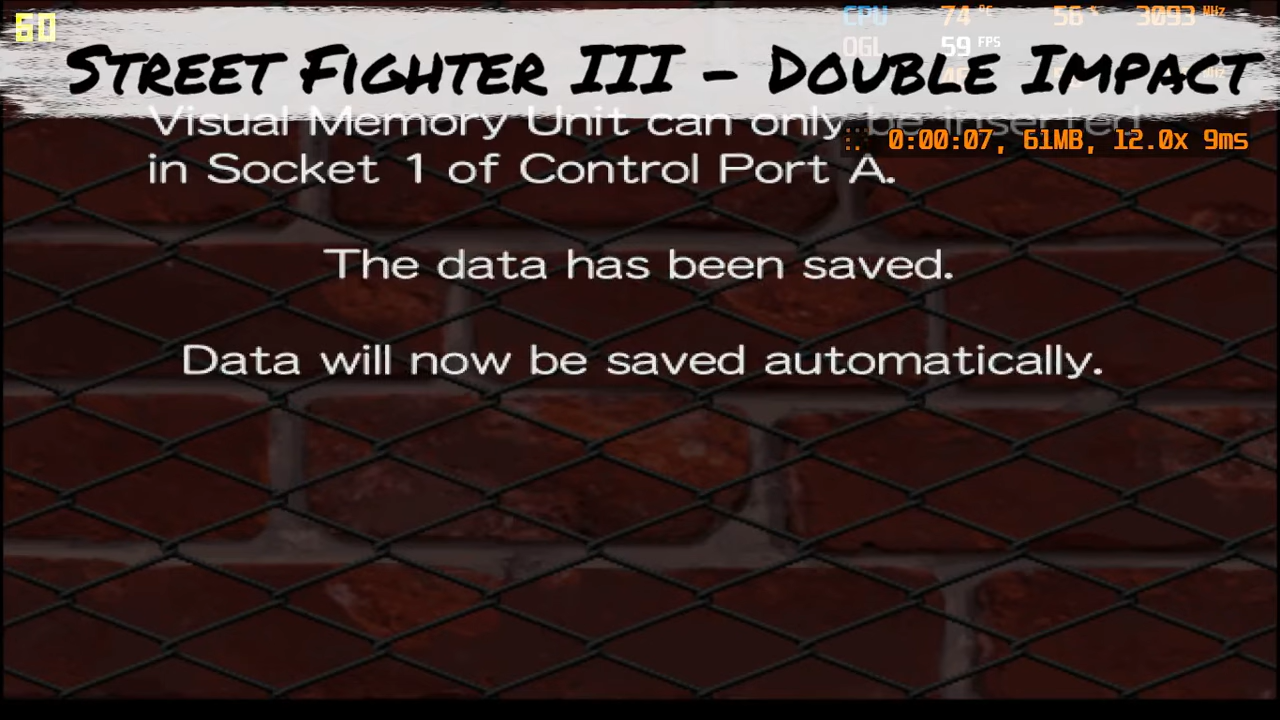 60
CPU 74 °C 56 % 3093 MHz
OGL 59 FPS
MHz
STREET FIGHTER III - DOUBLE IMPACT
Visual Memory Unit can only be inserted
0:00:07, 61MB, 12.0x 9ms
in Socket 1 of Control Port A.
The data has been saved.
Data will now be saved automatically.